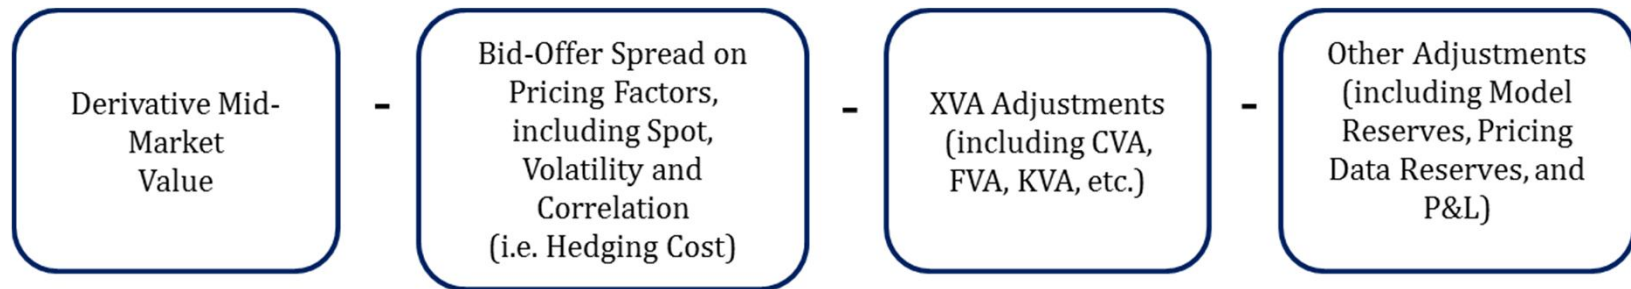 Derivative Mid-
Market
Value
-
Bid-Offer Spread on
Pricing Factors,
including Spot,
Volatility and
Correlation
(i.e. Hedging Cost)
-
XVA Adjustments
(including CVA,
FVA, KVA, etc.)
-
Other Adjustments
(including Model
Reserves, Pricing
Data Reserves, and
P&L)